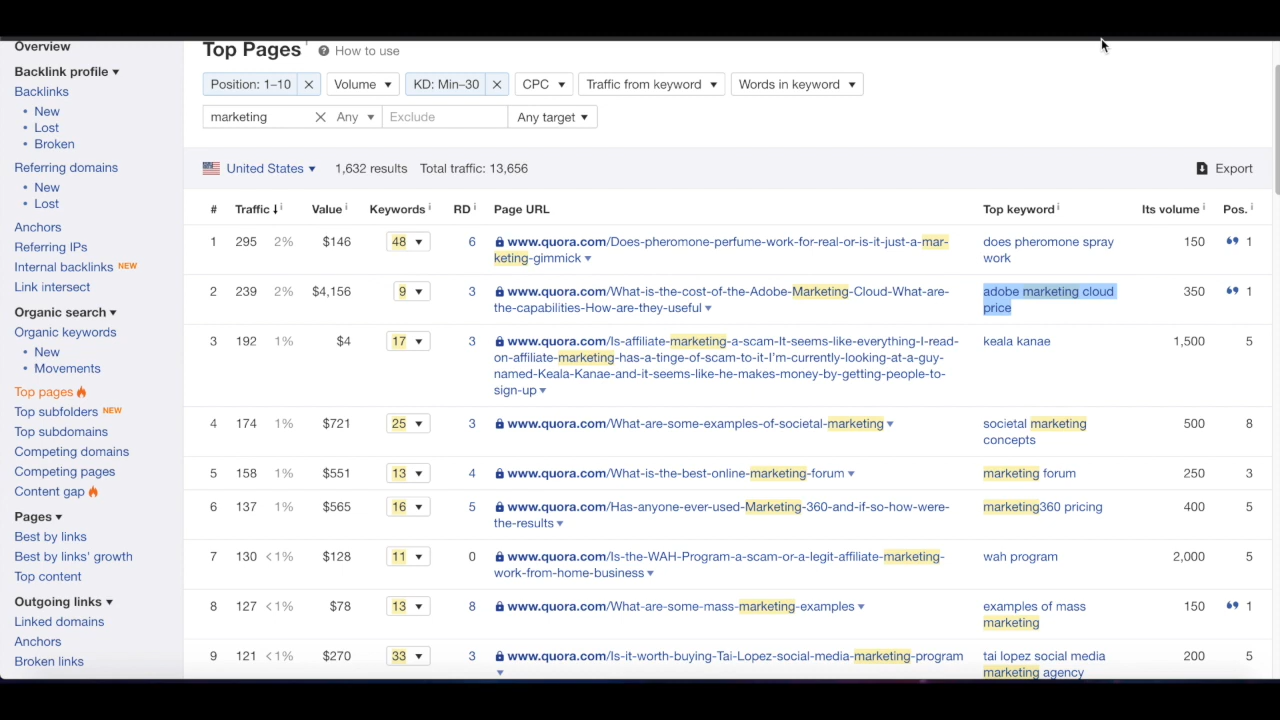 Overview
Backlink profile
Backlinks
New
Lost
Broken
Referring domains
New
Lost
Anchors
Referring IPs
Internal backlinks NEW
Link intersect
Organic search
Organic keywords
New
Movements
Top pages
Top subfolders NEW
Top subdomains
Competing domains
Competing pages
Content gap
Pages
Best by links
Best by links' growth
Top content
Outgoing links
Linked domains
Anchors
Broken links
Top Pages i ? How to use
Position: 1–10 × Volume KD: Min–30 × CPC Traffic from keyword Words in keyword
marketing × Any Exclude Any target
United States 1,632 results Total traffic: 13,656 Export
# Traffic ↓ i Value i Keywords i RD i Page URL Top keyword i Its volume i Pos. i
1 295 2% $146 48 6 www.quora.com/Does-pheromone-perfume-work-for-real-or-is-it-just-a-mar- does pheromone spray 150 1
keting-gimmick work
2 239 2% $4,156 9 3 www.quora.com/What-is-the-cost-of-the-Adobe-Marketing-Cloud-What-are- adobe marketing cloud 350 1
the-capabilities-How-are-they-useful price
3 192 1% $4 17 3 www.quora.com/Is-affiliate-marketing-a-scam-It-seems-like-everything-I-read- keala kanae 1,500 5
on-affiliate-marketing-has-a-tinge-of-scam-to-it-I'm-currently-looking-at-a-guy-
named-Keala-Kanae-and-it-seems-like-he-makes-money-by-getting-people-to-
sign-up
4 174 1% $721 25 3 www.quora.com/What-are-some-examples-of-societal-marketing societal marketing 500 8
concepts
5 158 1% $551 13 4 www.quora.com/What-is-the-best-online-marketing-forum marketing forum 250 3
6 137 1% $565 16 5 www.quora.com/Has-anyone-ever-used-Marketing-360-and-if-so-how-were- marketing360 pricing 400 5
the-results
7 130 <1% $128 11 0 www.quora.com/Is-the-WAH-Program-a-scam-or-a-legit-affiliate-marketing- wah program 2,000 5
work-from-home-business
8 127 <1% $78 13 8 www.quora.com/What-are-some-mass-marketing-examples examples of mass 150 1
marketing
9 121 <1% $270 33 3 www.quora.com/Is-it-worth-buying-Tai-Lopez-social-media-marketing-program tai lopez social media 200 5
marketing agency